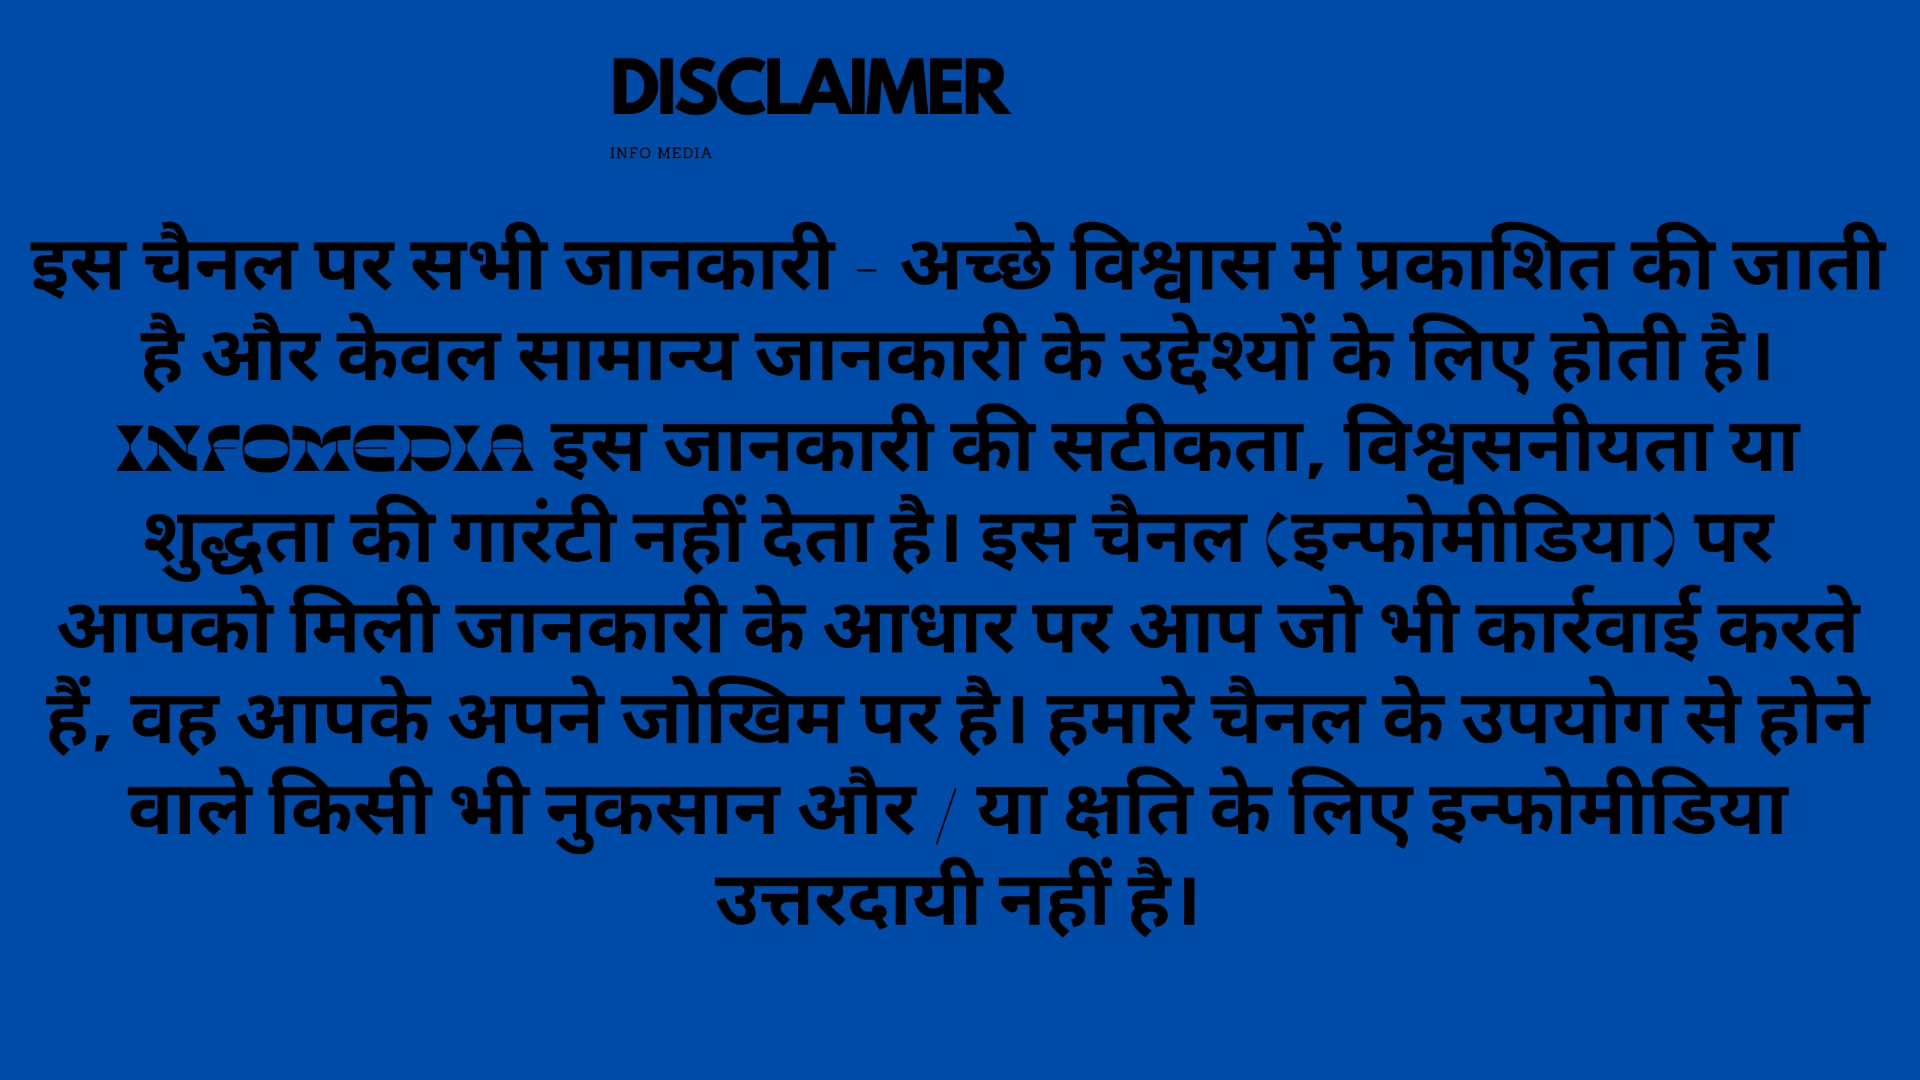 DISCLAIMER
INFO MEDIA
इस चैनल पर सभी जानकारी - अच्छे विश्वास में प्रकाशित की जाती
है और केवल सामान्य जानकारी के उद्देश्यों के लिए होती है।
INFOMEDIA इस जानकारी की सटीकता, विश्वसनीयता या
शुद्धता की गारंटी नहीं देता है। इस चैनल (इन्फोमीडिया) पर
आपको मिली जानकारी के आधार पर आप जो भी कार्रवाई करते
हैं, वह आपके अपने जोखिम पर है। हमारे चैनल के उपयोग से होने
वाले किसी भी नुकसान और / या क्षति के लिए इन्फोमीडिया
उत्तरदायी नहीं है।